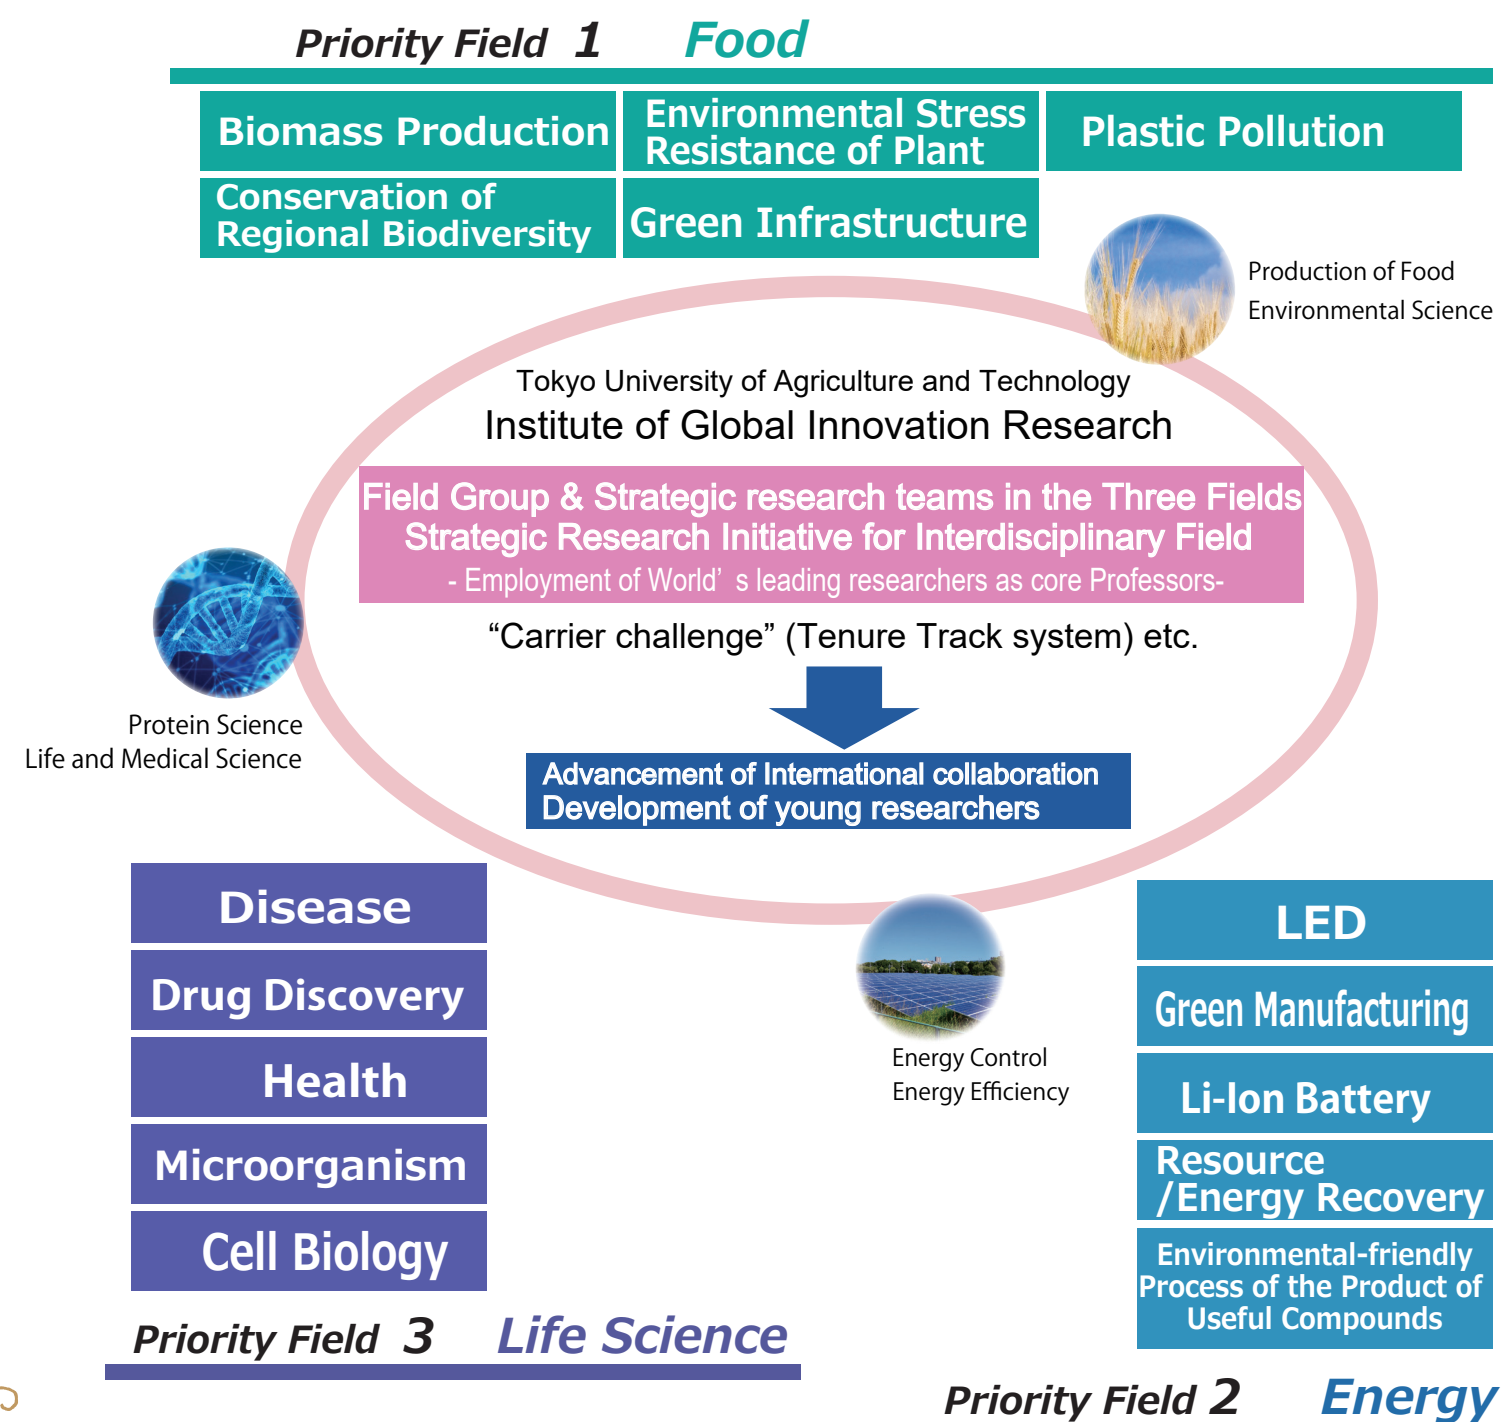 Priority Field 1 Food
Biomass Production
Environmental Stress
Resistance of Plant
Plastic Pollution
Conservation of
Regional Biodiversity
Green Infrastructure
Production of Food
Environmental Science
Tokyo University of Agriculture and Technology
Institute of Global Innovation Research
Field Group & Strategic research teams in the Three Fields
Strategic Research Initiative for Interdisciplinary Field
- Employment of World’ s leading researchers as core Professors-
“Carrier challenge” (Tenure Track system) etc.
Protein Science
Life and Medical Science
Advancement of International collaboration
Development of young researchers
Energy Control
Energy Efficiency
Disease
Drug Discovery
Health
Microorganism
Cell Biology
Priority Field 3 Life Science
LED
Green Manufacturing
Li-Ion Battery
Resource
/Energy Recovery
Environmental-friendly
Process of the Product of
Useful Compounds
Priority Field 2 Energy